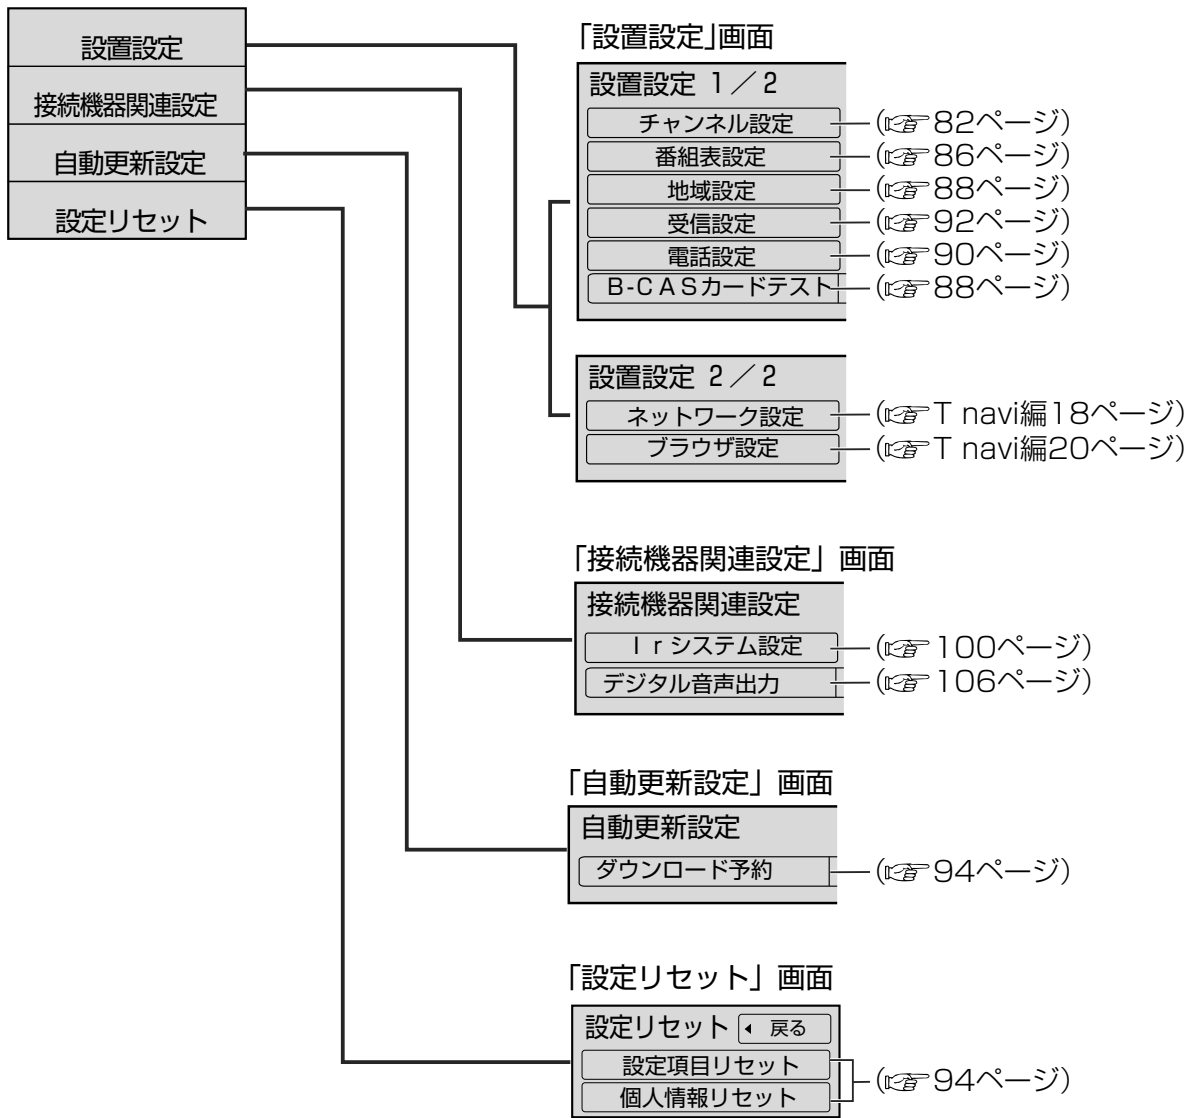 設置設定
接続機器関連設定
自動更新設定
設定リセット
「設置設定」画面
設置設定 1／2
チャンネル設定 (☞82ページ)
番組表設定 (☞86ページ)
地域設定 (☞88ページ)
受信設定 (☞92ページ)
電話設定 (☞90ページ)
B-CASカードテスト (☞88ページ)
設置設定 2／2
ネットワーク設定 (☞T navi編18ページ)
ブラウザ設定 (☞T navi編20ページ)
「接続機器関連設定」画面
接続機器関連設定
Irシステム設定 (☞100ページ)
デジタル音声出力 (☞106ページ)
「自動更新設定」画面
自動更新設定
ダウンロード予約 (☞94ページ)
「設定リセット」画面
設定リセット ◀ 戻る
設定項目リセット
個人情報リセット
(☞94ページ)